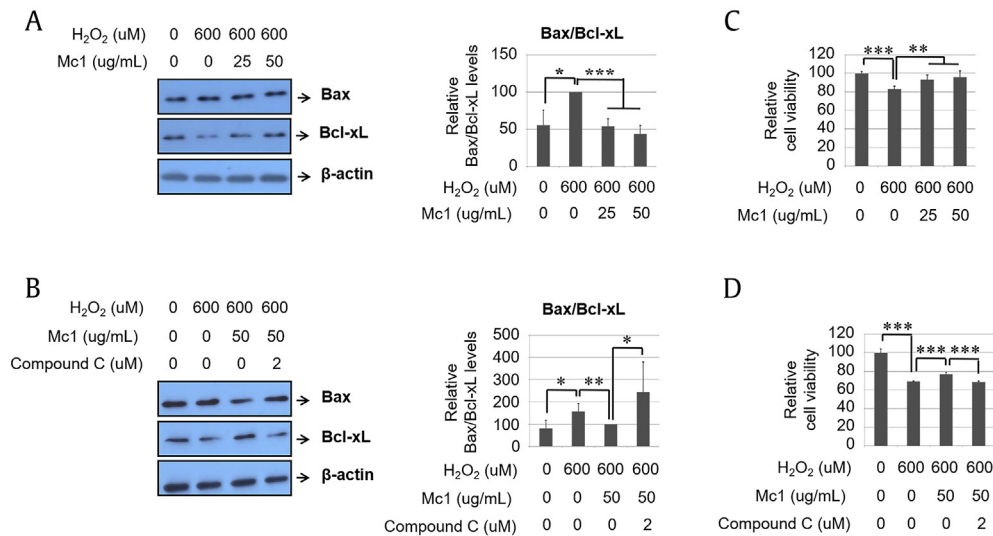 A
H₂O₂ (uM) 0 600 600 600
Mc1 (ug/mL) 0 0 25 50
Bax
Bcl-xL
β-actin
Bax/Bcl-xL
Relative
Bax/Bcl-xL levels
150
100
50
0
* ***
H₂O₂ (uM) 0 600 600 600
Mc1 (ug/mL) 0 0 25 50
C
Relative
cell viability
120
100
80
60
40
20
0
*** **
H₂O₂ (uM) 0 600 600 600
Mc1 (ug/mL) 0 0 25 50
B
H₂O₂ (uM) 0 600 600 600
Mc1 (ug/mL) 0 0 50 50
Compound C (uM) 0 0 0 2
Bax
Bcl-xL
β-actin
Bax/Bcl-xL
Relative
Bax/Bcl-xL levels
500
400
300
200
100
0
* ** *
H₂O₂ (uM) 0 600 600 600
Mc1 (ug/mL) 0 0 50 50
Compound C (uM) 0 0 0 2
D
Relative
cell viability
120
100
80
60
40
20
0
*** *** ***
H₂O₂ (uM) 0 600 600 600
Mc1 (ug/mL) 0 0 50 50
Compound C (uM) 0 0 0 2